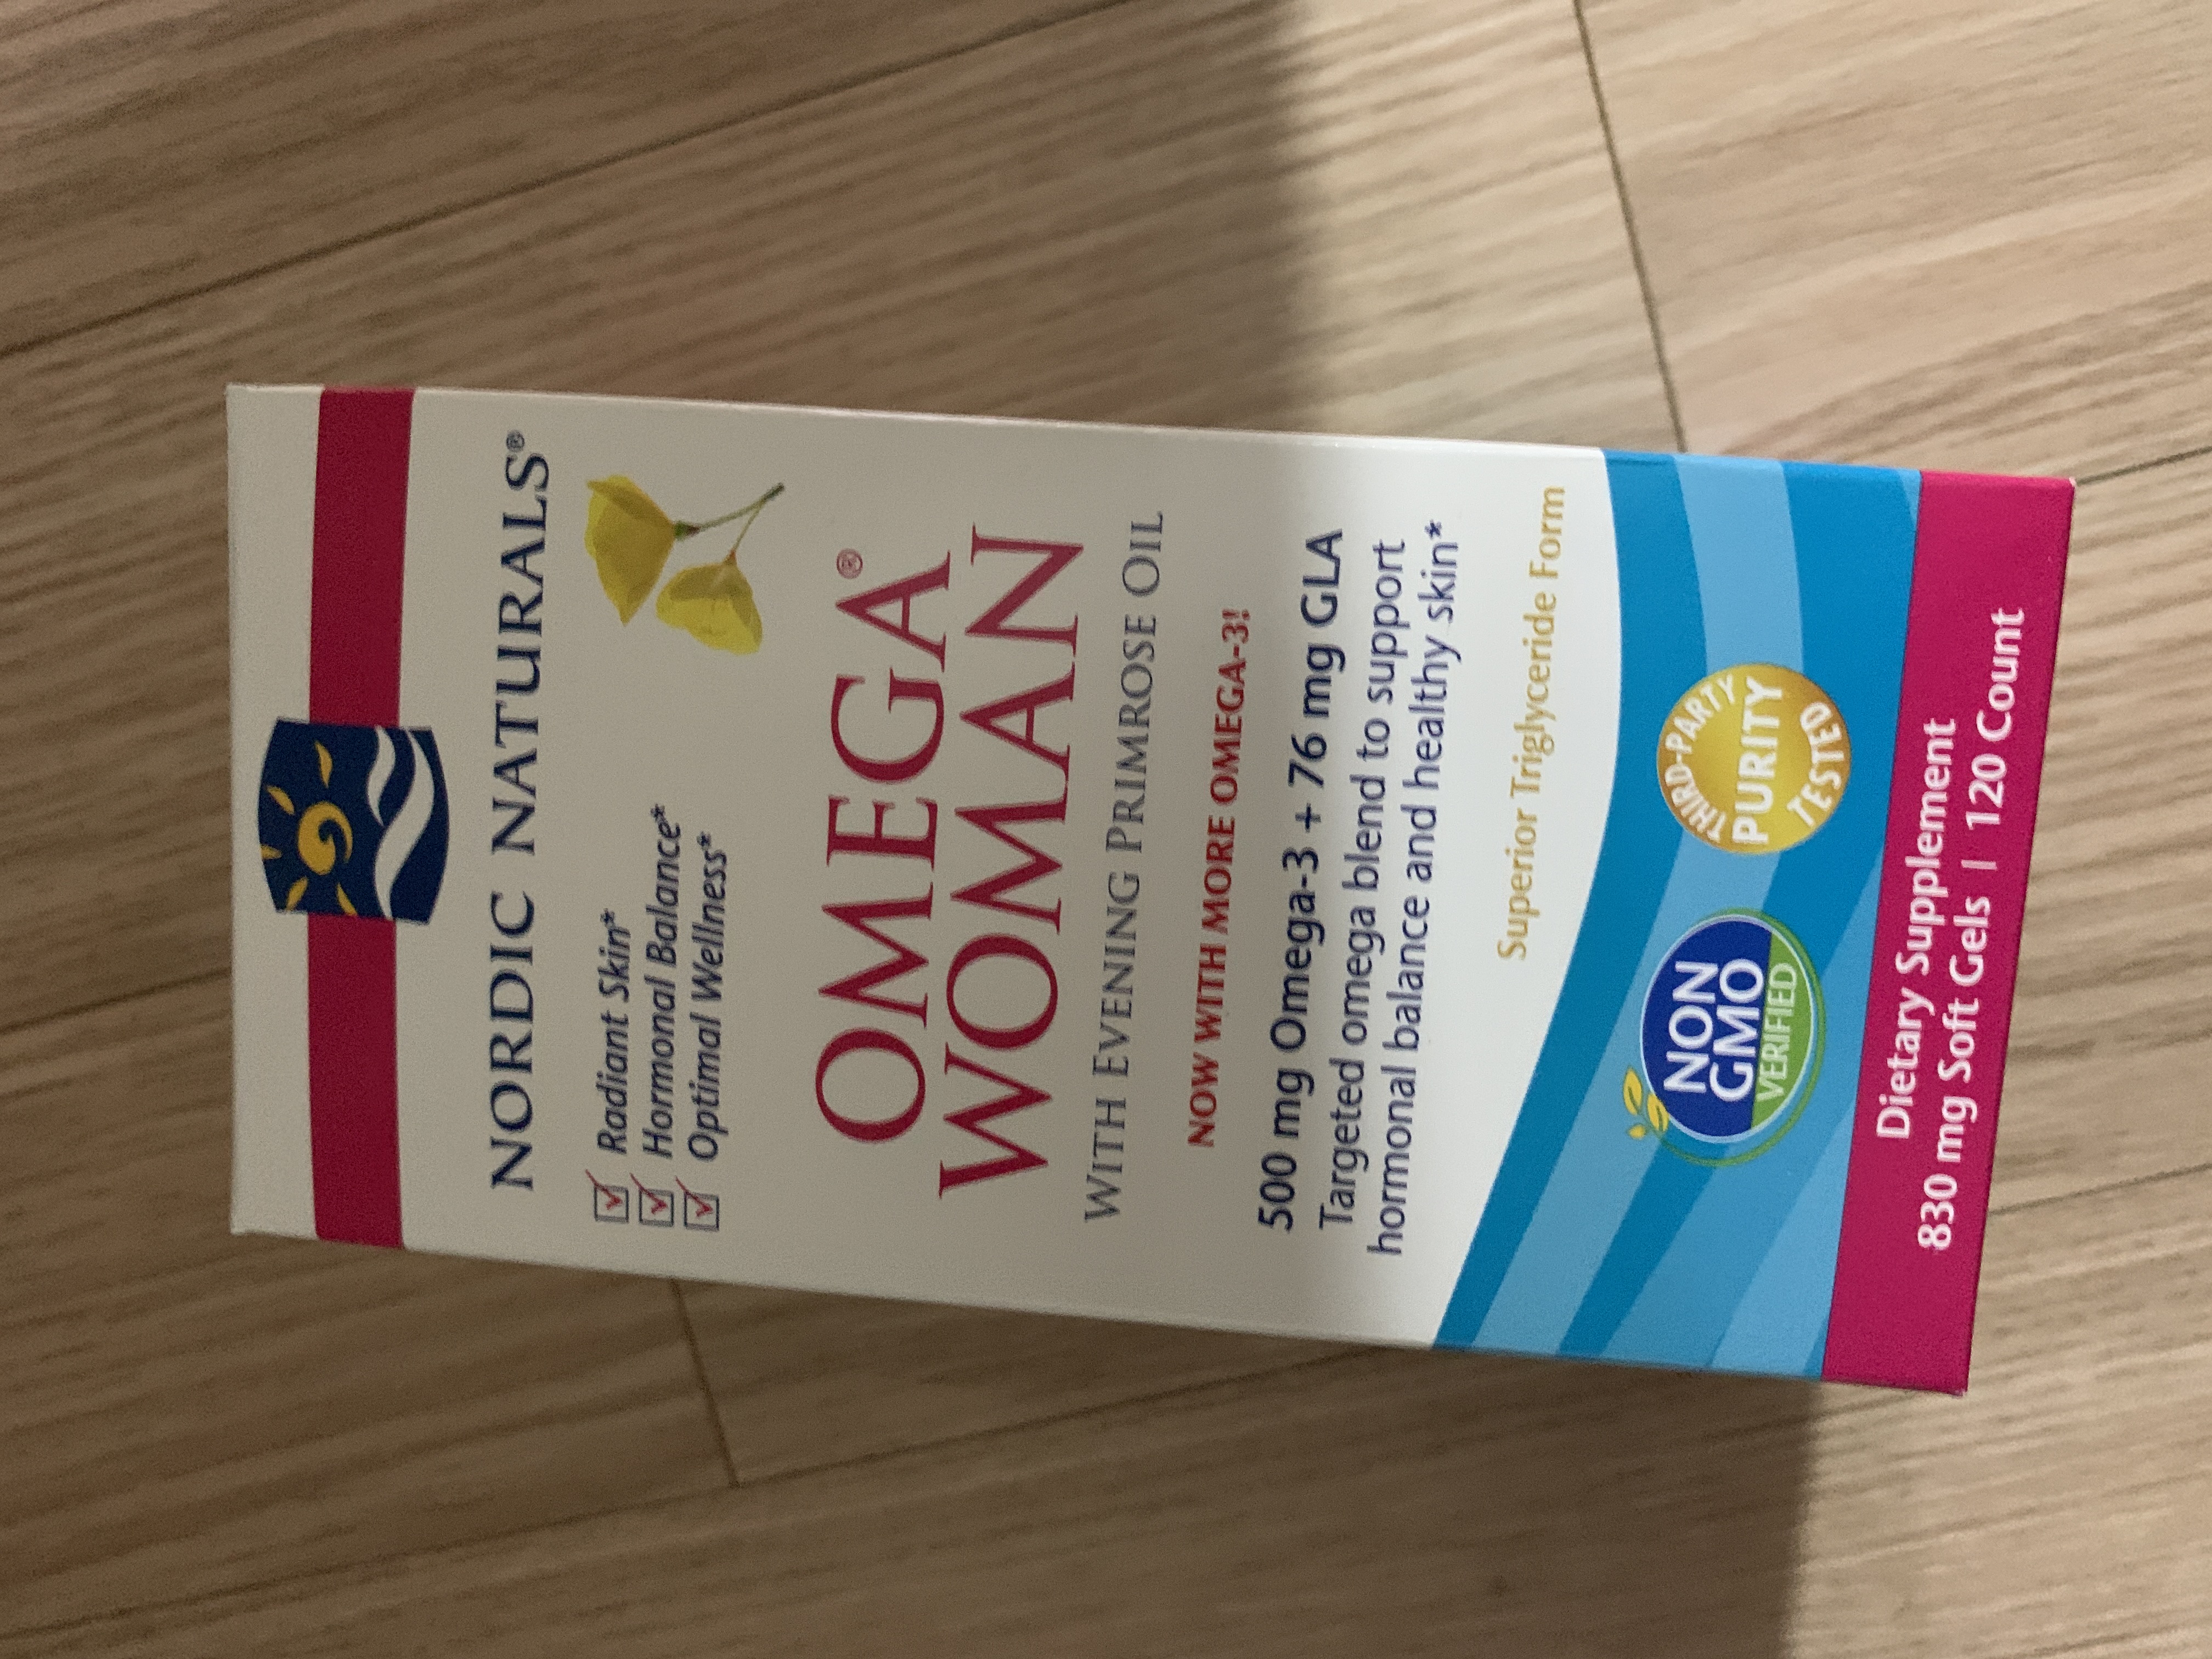 NORDIC NATURALS®
Radiant Skin*
Hormonal Balance*
Optimal Wellness*
OMEGA®
WOMAN
WITH EVENING PRIMROSE OIL
NOW WITH MORE OMEGA-3!
500 mg Omega-3 + 76 mg GLA
Targeted omega blend to support
hormonal balance and healthy skin*
Superior Triglyceride Form
NON
GMO
VERIFIED
THIRD-PARTY
PURITY
TESTED
Dietary Supplement
830 mg Soft Gels | 120 Count